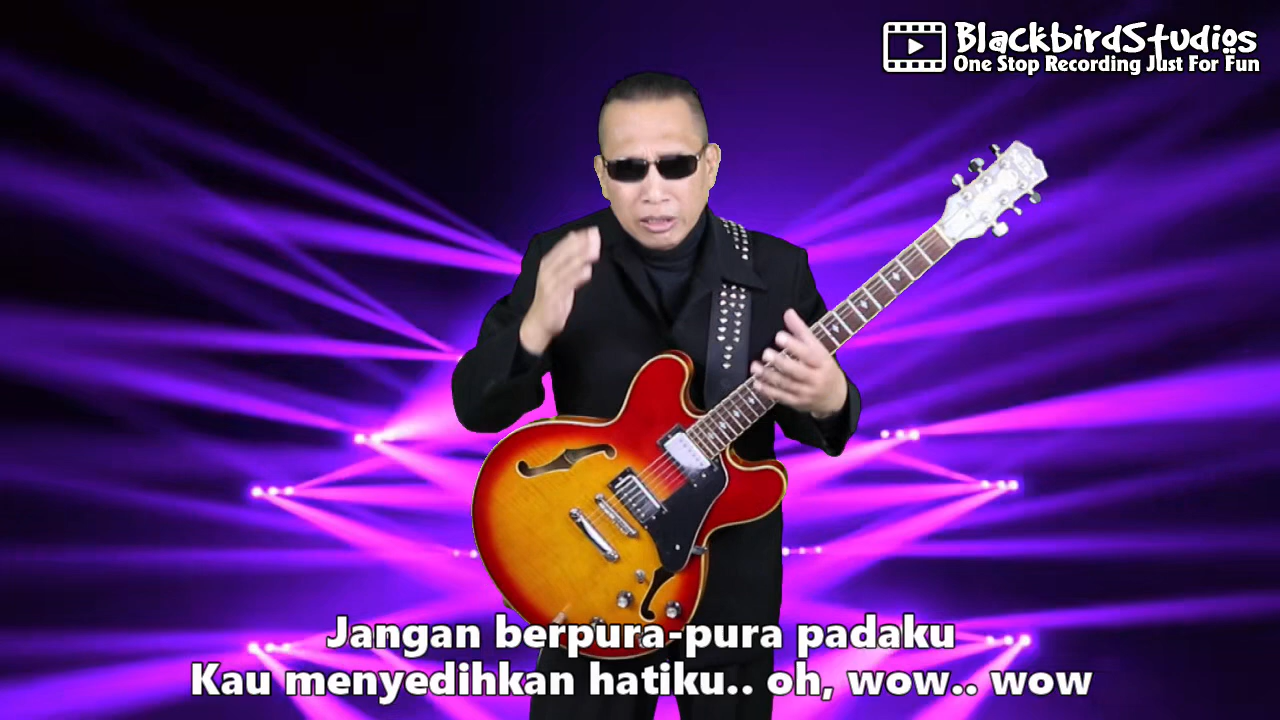 BlackbirdStudios
One Stop Recording Just For Fun
Jangan berpura-pura padaku
Kau menyedihkan hatiku.. oh, wow.. wow